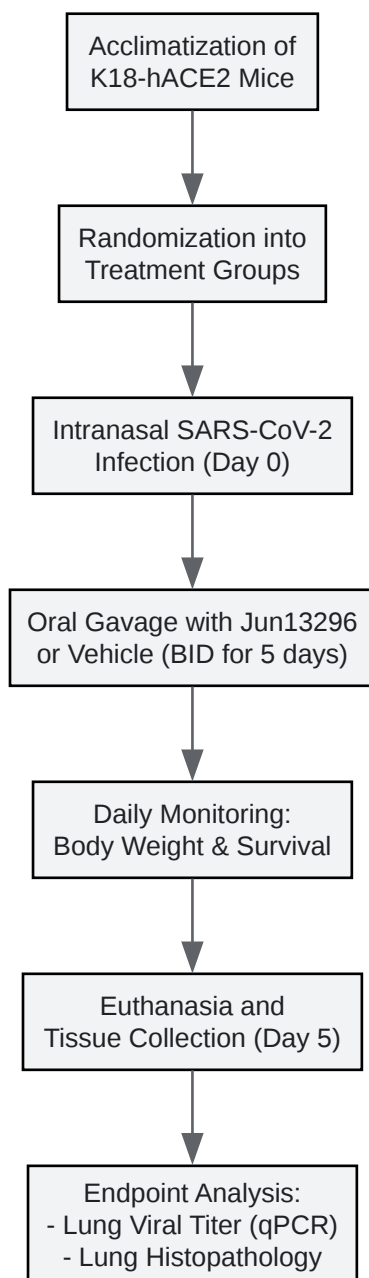 Acclimatization of
K18-hACE2 Mice
Randomization into
Treatment Groups
Intranasal SARS-CoV-2
Infection (Day 0)
Oral Gavage with Jun13296
or Vehicle (BID for 5 days)
Daily Monitoring:
Body Weight & Survival
Euthanasia and
Tissue Collection (Day 5)
Endpoint Analysis:
- Lung Viral Titer (qPCR)
- Lung Histopathology